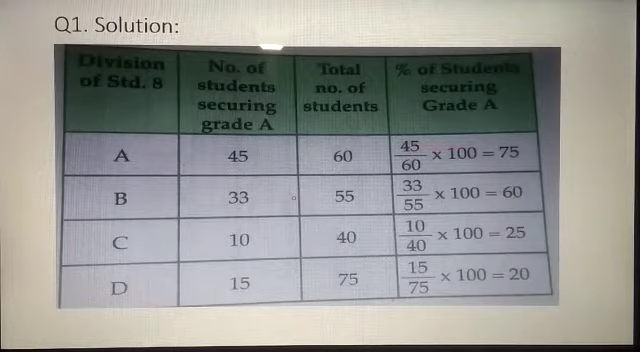 Q1. Solution:
Division of Std. 8 | No. of students securing grade A | Total no. of students | % of Students securing Grade A
A | 45 | 60 | 45/60 x 100 = 75
B | 33 | 55 | 33/55 x 100 = 60
C | 10 | 40 | 10/40 x 100 = 25
D | 15 | 75 | 15/75 x 100 = 20